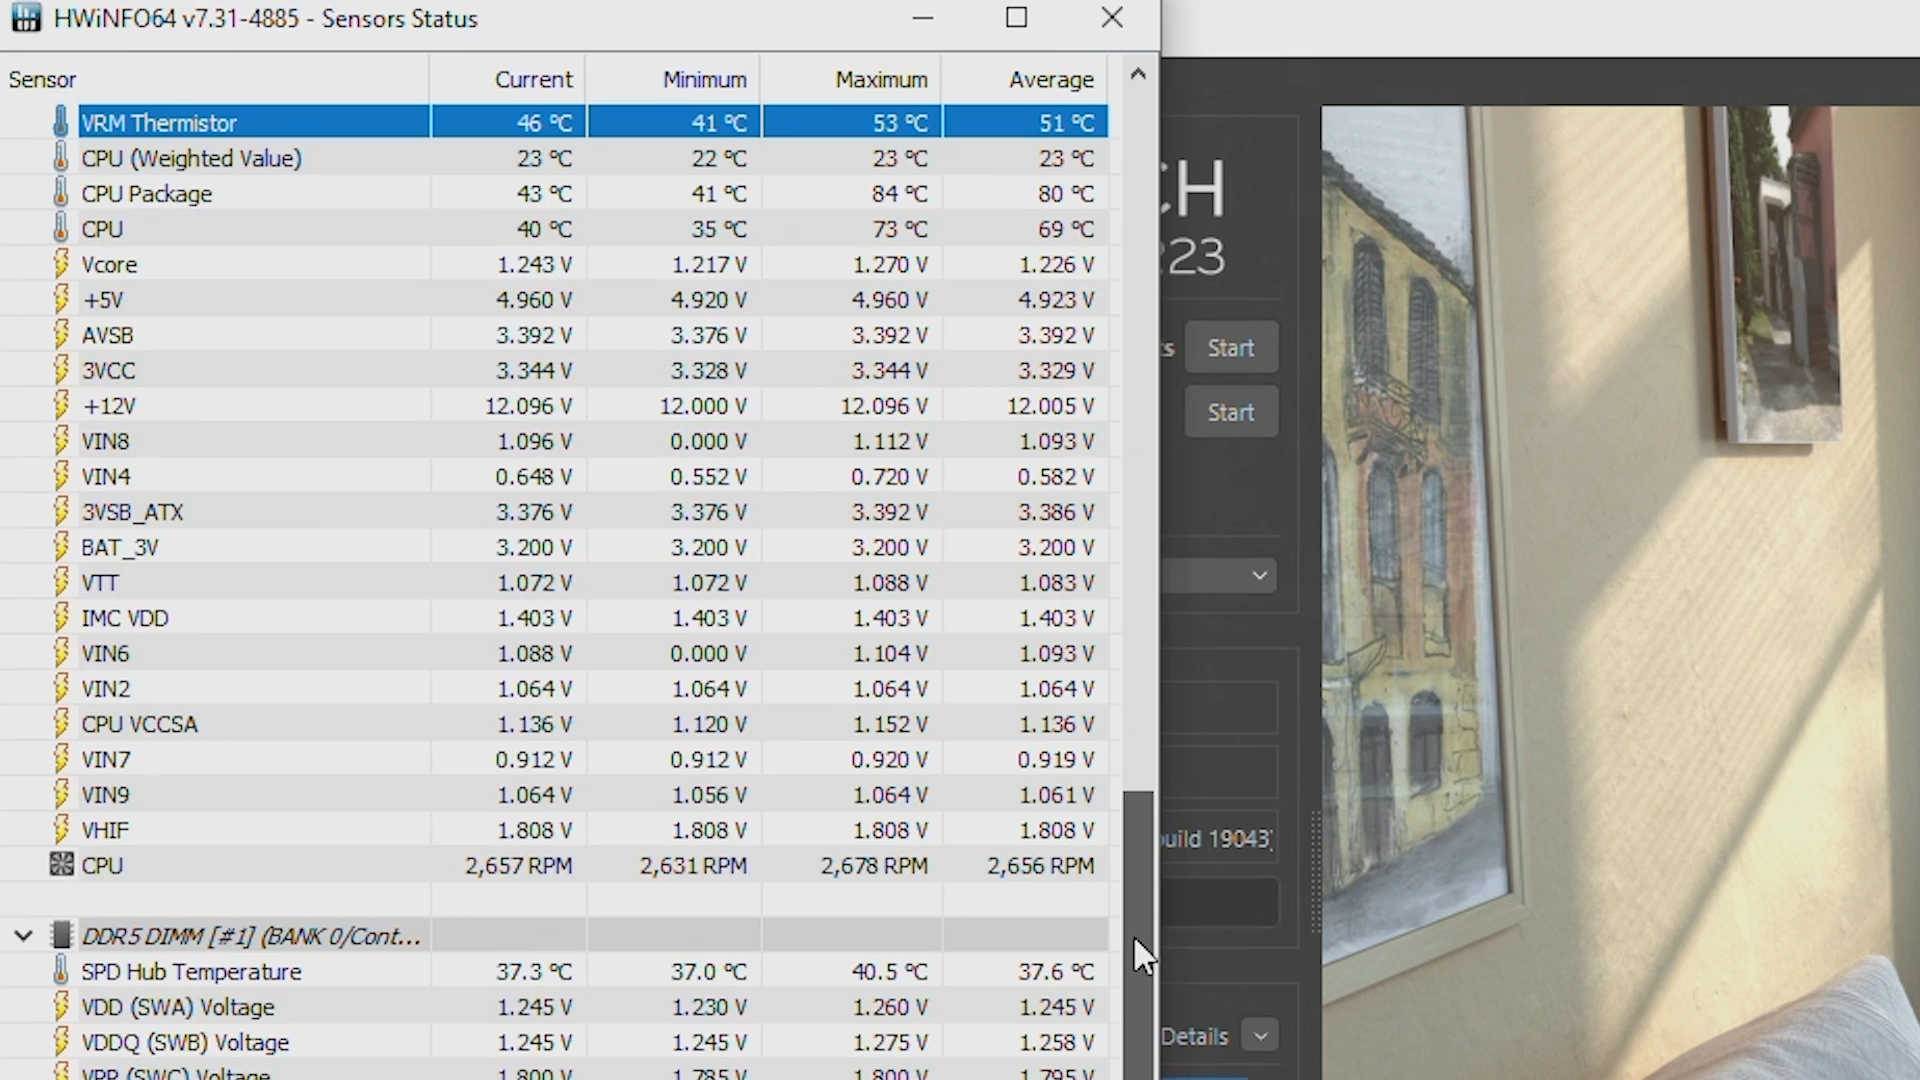 HWiNFO64 v7.31-4885 - Sensors Status
Sensor Current Minimum Maximum Average
VRM Thermistor 46 °C 41 °C 53 °C 51 °C
CPU (Weighted Value) 23 °C 22 °C 23 °C 23 °C
CPU Package 43 °C 41 °C 84 °C 80 °C
CPU 40 °C 35 °C 73 °C 69 °C
Vcore 1.243 V 1.217 V 1.270 V 1.226 V
+5V 4.960 V 4.920 V 4.960 V 4.923 V
AVSB 3.392 V 3.376 V 3.392 V 3.392 V
3VCC 3.344 V 3.328 V 3.344 V 3.329 V
+12V 12.096 V 12.000 V 12.096 V 12.005 V
VIN8 1.096 V 0.000 V 1.112 V 1.093 V
VIN4 0.648 V 0.552 V 0.720 V 0.582 V
3VSB_ATX 3.376 V 3.376 V 3.392 V 3.386 V
BAT_3V 3.200 V 3.200 V 3.200 V 3.200 V
VTT 1.072 V 1.072 V 1.088 V 1.083 V
IMC VDD 1.403 V 1.403 V 1.403 V 1.403 V
VIN6 1.088 V 0.000 V 1.104 V 1.093 V
VIN2 1.064 V 1.064 V 1.064 V 1.064 V
CPU VCCSA 1.136 V 1.120 V 1.152 V 1.136 V
VIN7 0.912 V 0.912 V 0.920 V 0.919 V
VIN9 1.064 V 1.056 V 1.064 V 1.061 V
VHIF 1.808 V 1.808 V 1.808 V 1.808 V
CPU 2,657 RPM 2,631 RPM 2,678 RPM 2,656 RPM
DDR5 DIMM [#1] (BANK 0/Cont...
SPD Hub Temperature 37.3 °C 37.0 °C 40.5 °C 37.6 °C
VDD (SWA) Voltage 1.245 V 1.230 V 1.260 V 1.245 V
VDDQ (SWB) Voltage 1.245 V 1.245 V 1.275 V 1.258 V
VPP (SWC) Voltage 1.800 V 1.785 V 1.800 V 1.795 V
CH
23
Start
Start
uild 19043
Details